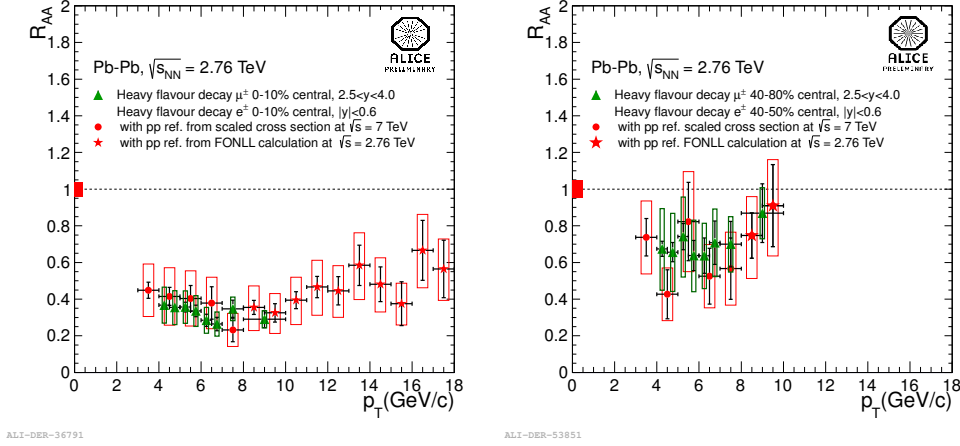 R_AA
2
1.8
1.6
1.4
1.2
1
0.8
0.6
0.4
0.2
0
ALICE
PRELIMINARY
Pb-Pb, √s_NN = 2.76 TeV
Heavy flavour decay μ± 0-10% central, 2.5<y<4.0
Heavy flavour decay e± 0-10% central, |y|<0.6
with pp ref. from scaled cross section at √s = 7 TeV
with pp ref. from FONLL calculation at √s = 2.76 TeV
0 2 4 6 8 10 12 14 16 18
p_T(GeV/c)
ALI-DER-36791
R_AA
2
1.8
1.6
1.4
1.2
1
0.8
0.6
0.4
0.2
0
ALICE
PRELIMINARY
Pb-Pb, √s_NN = 2.76 TeV
Heavy flavour decay μ± 40-80% central, 2.5<y<4.0
Heavy flavour decay e± 40-50% central, |y|<0.6
with pp ref. scaled cross section at √s = 7 TeV
with pp ref. FONLL calculation at √s = 2.76 TeV
0 2 4 6 8 10 12 14 16 18
p_T(GeV/c)
ALI-DER-53851